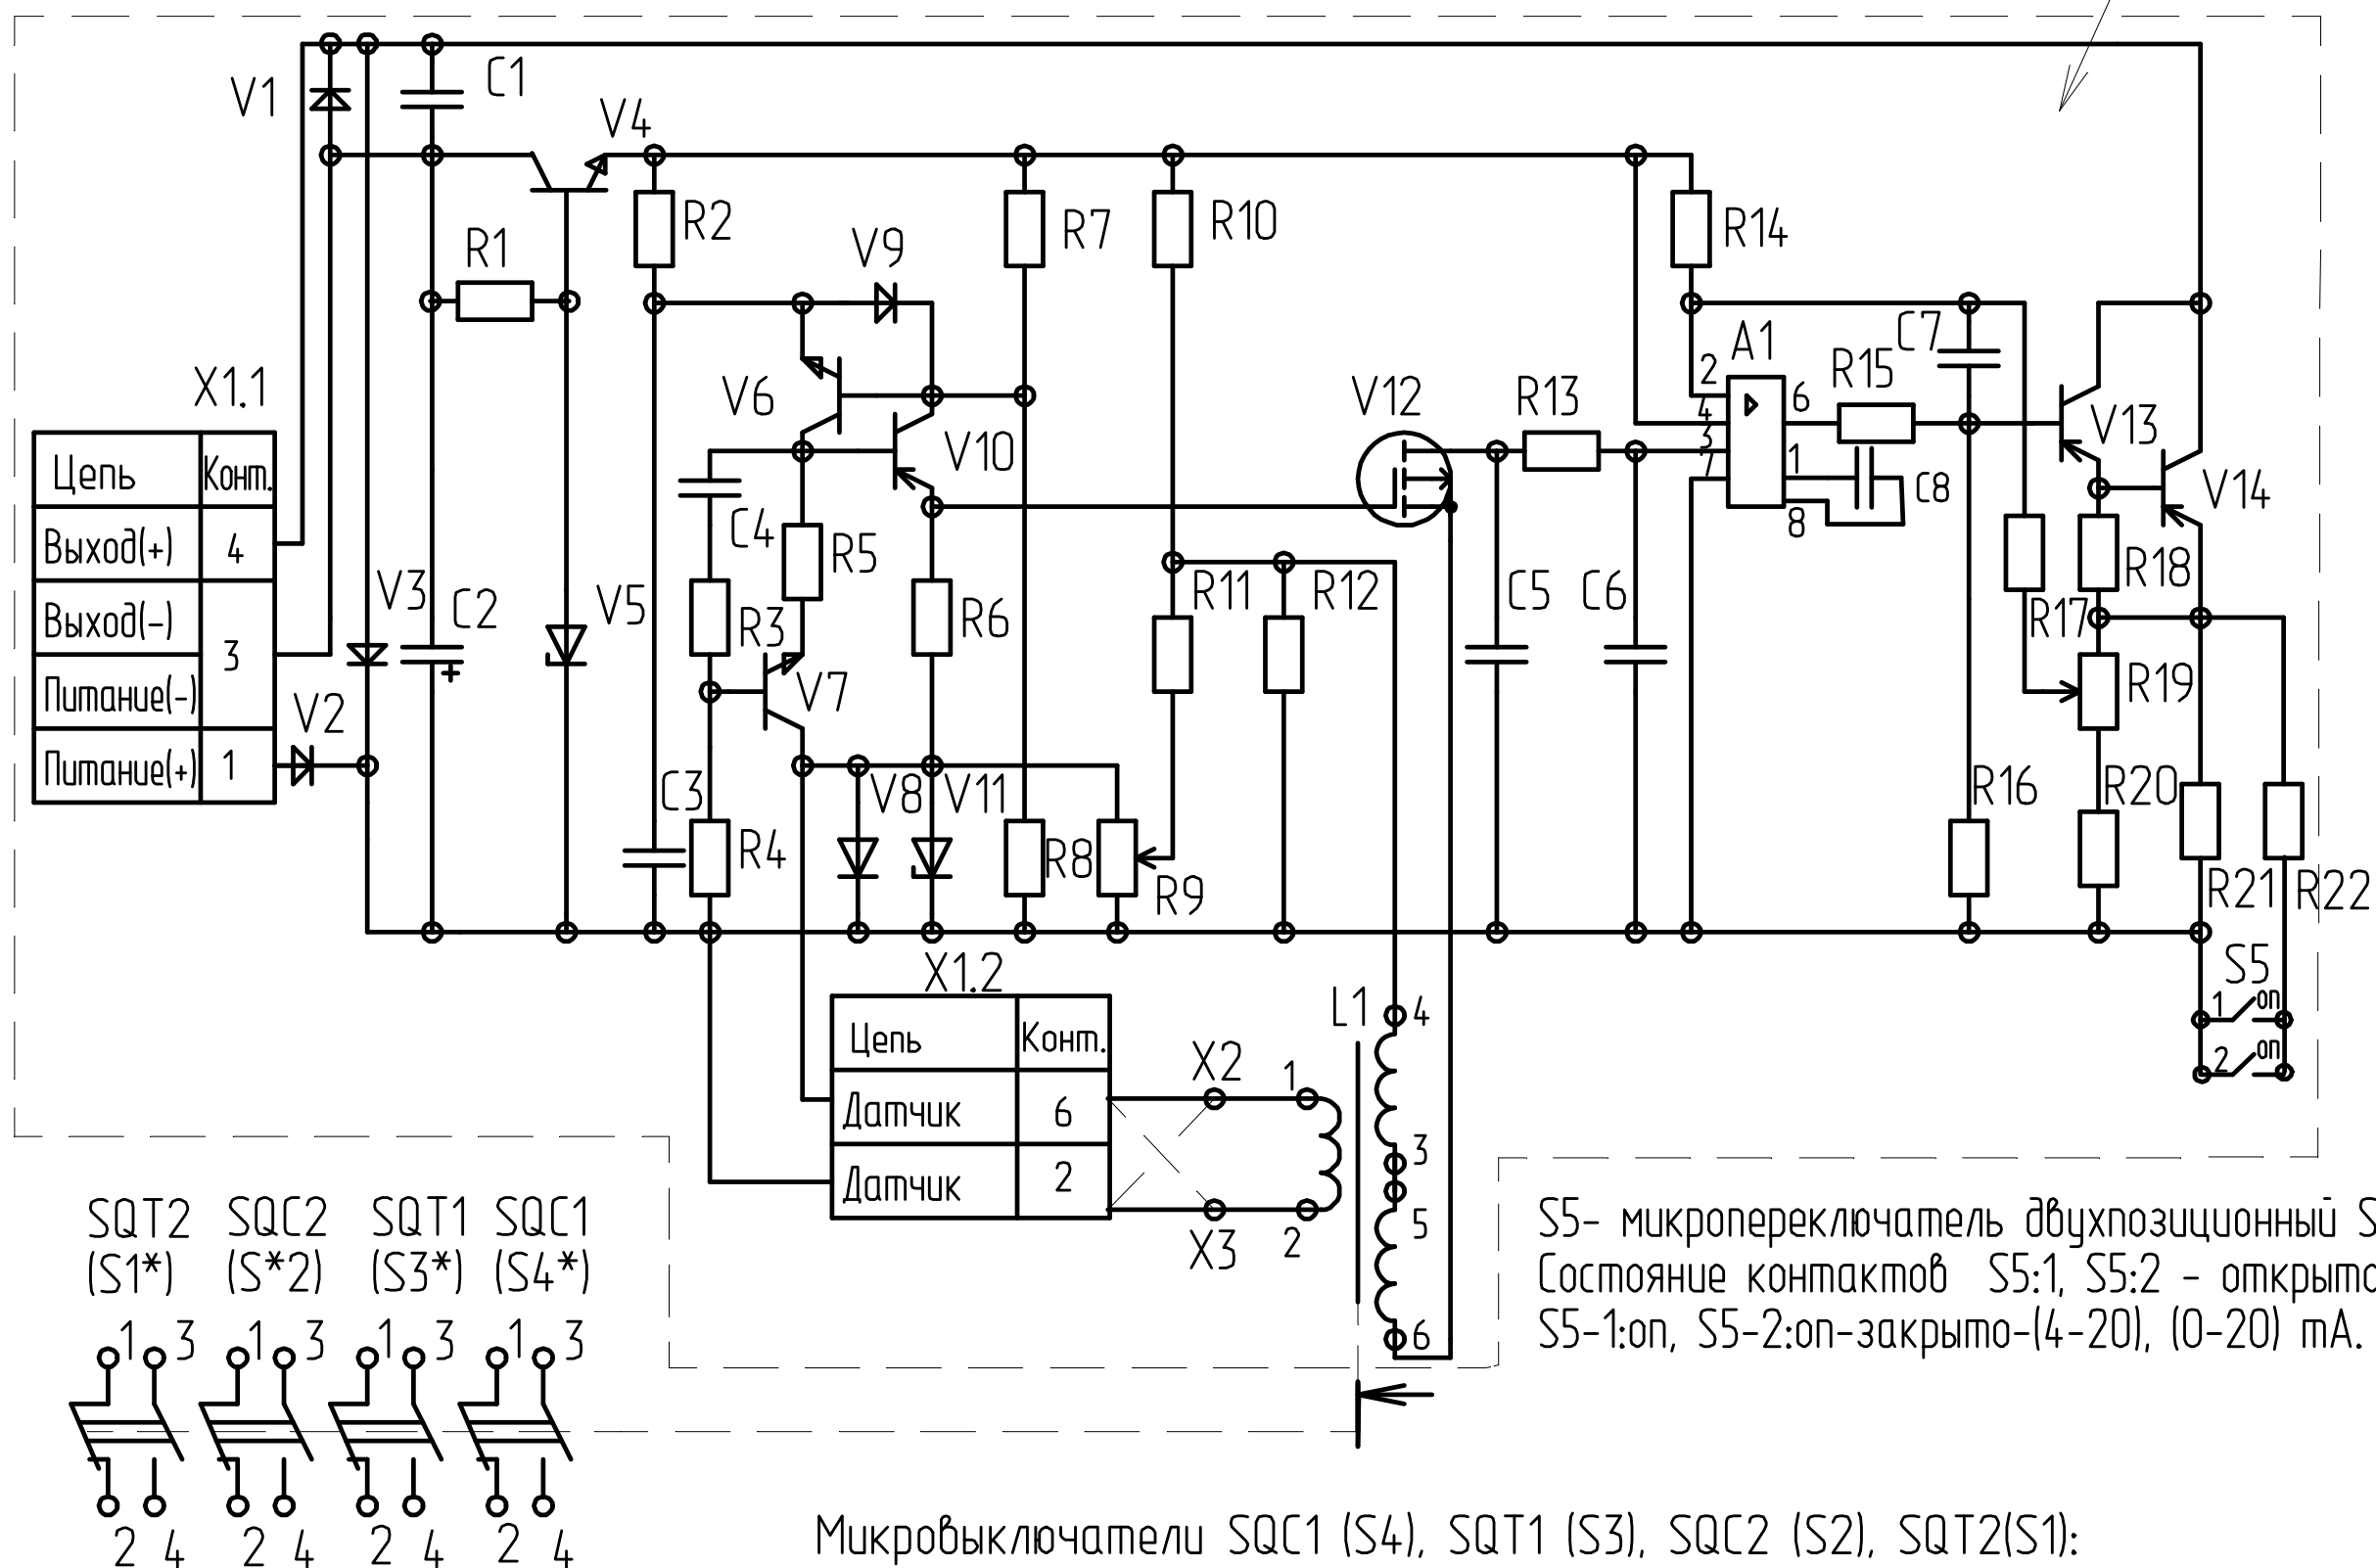 C1
V1
V4
R2
R7
R10
R14
R1
V9
C7
A1
X1.1
V6
V12
R13
2
4
3
7
6
1
8
R15
V13
V10
Цепь Конт.
Выход(+) 4
Выход(-)
3
Питание(-)
Питание(+) 1
C4
R5
C8
V14
V3
C2
V5
R3
R6
R11
R12
C5
C6
R17
R18
V2
V7
R19
C3
V8
V11
R16
R20
R4
R8
R9
R21
R22
X1.2
S5
1 on
2 on
Цепь Конт.
Датчик 6
Датчик 2
X2
X3
1
2
L1
4
3
5
6
SQT2 SQC2 SQT1 SQC1
(S1*) (S*2) (S3*) (S4*)
1 3 1 3 1 3 1 3
2 4 2 4 2 4 2 4
S5- микропереключатель двухпозиционный S
Состояние контактов S5:1, S5:2 - открыто
S5-1:on, S5-2:on-закрыто-(4-20), (0-20) mA.
Микровыключатели SQC1 (S4), SQT1 (S3), SQC2 (S2), SQT2(S1):